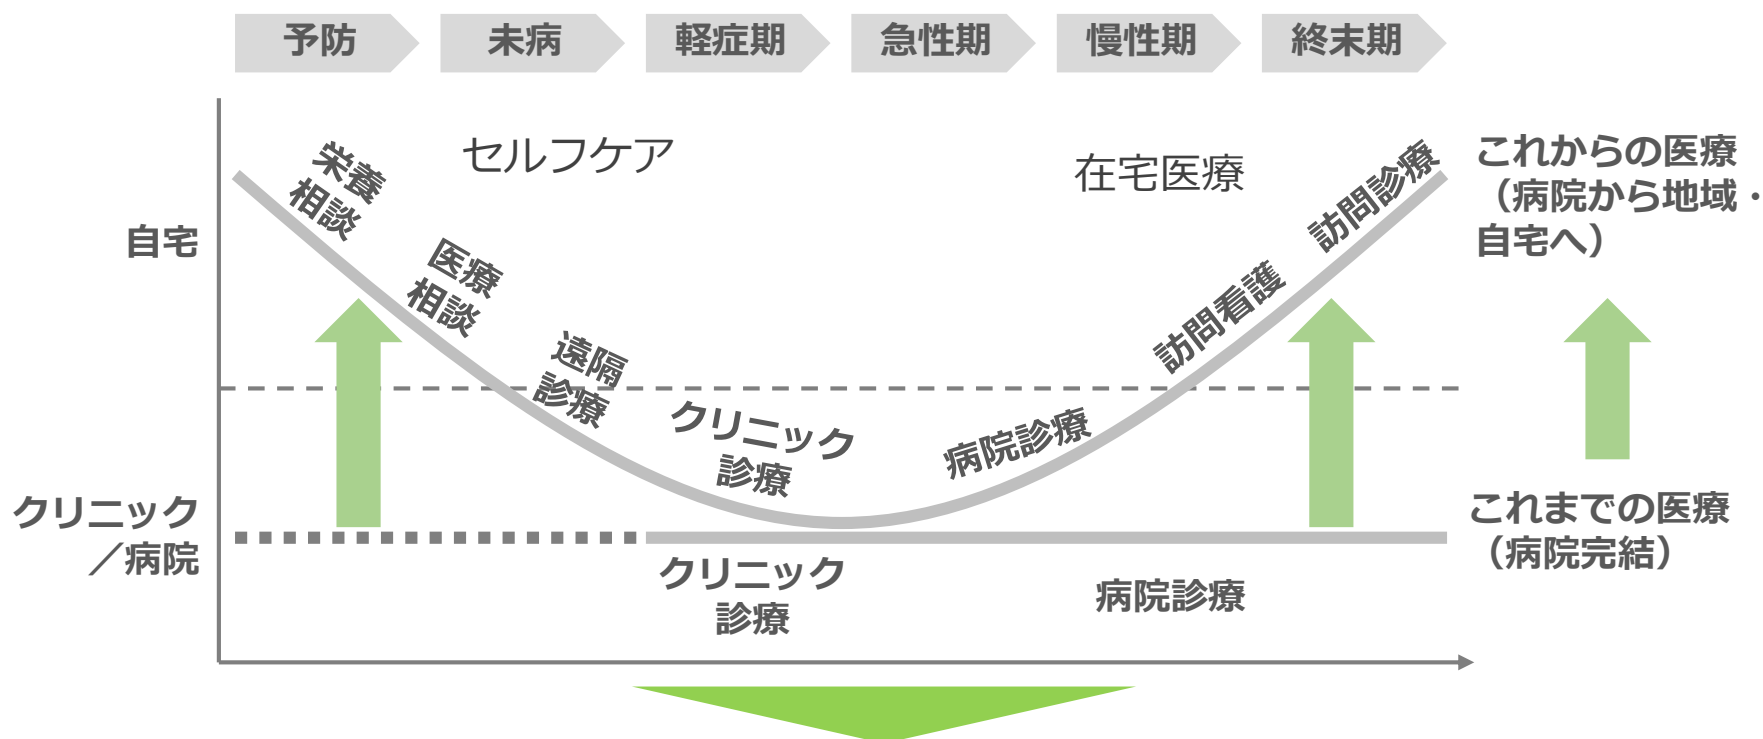 予防
未病
軽症期
急性期
慢性期
終末期
セルフケア
在宅医療
栄養
相談
医療
相談
遠隔
診療
クリニック
診療
病院診療
訪問看護
訪問診療
自宅
クリニック
／病院
クリニック
診療
病院診療
これからの医療
（病院から地域・
自宅へ）
これまでの医療
（病院完結）